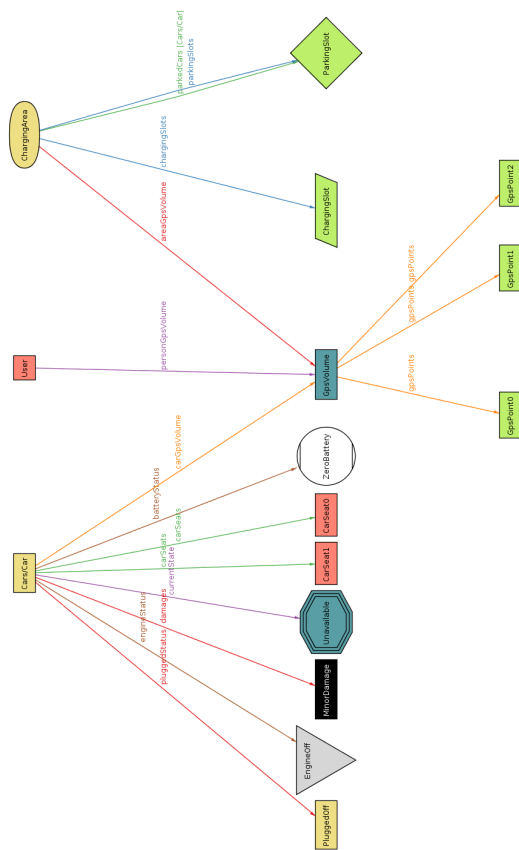 ChargingArea
parkedCars [Cars/Car]
parkingSlots
ParkingSlot
chargingSlots
ChargingSlot
areaGpsVolume
User
personGpsVolume
GpsVolume
gpsPoints
gpsPoints
gpsPoints
GpsPoint2
GpsPoint1
GpsPoint0
Cars/Car
carGpsVolume
batteryStatus
ZeroBattery
carSeats
CarSeat0
carSeats
CarSeat1
currentState
Unavailable
damages
MinorDamage
engineStatus
EngineOff
pluggedStatus
PluggedOff